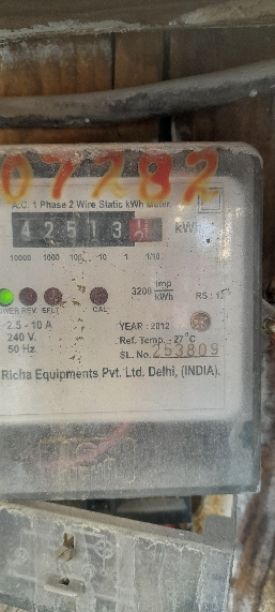 07282
A.C. 1 Phase 2 Wire Static kWh Meter
4 2 5 1 3
kWh
10000 1000 100 10 1 1/10
3200 imp/kWh
REV. EFLT CAL
2.5 - 10 A YEARS : 2012
240 V. Ref. Temp. - 27°C
50 Hz. SL. No. 253809
Richa Equipments Pvt. Ltd. Delhi, (INDIA).